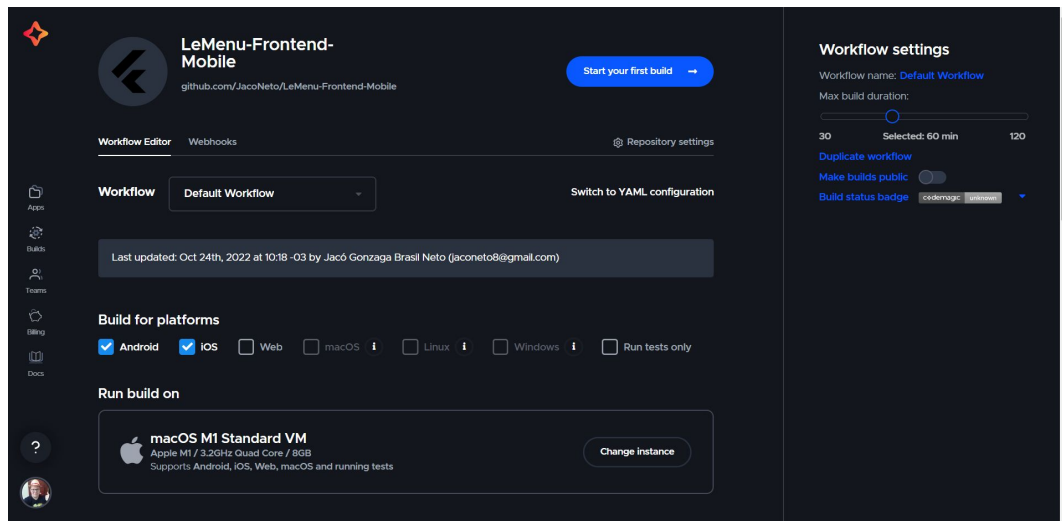 LeMenu-Frontend-
Mobile
github.com/JacoNeto/LeMenu-Frontend-Mobile
Start your first build →
Workflow Editor Webhooks Repository settings
Workflow Default Workflow Switch to YAML configuration
Last updated: Oct 24th, 2022 at 10:18 -03 by Jacó Gonzaga Brasil Neto (jaconeto8@gmail.com)
Build for platforms
Android iOS Web macOS i Linux i Windows i Run tests only
Run build on
macOS M1 Standard VM
Apple M1 / 3.2GHz Quad Core / 8GB
Supports Android, iOS, Web, macOS and running tests
Change instance
Apps
Builds
Teams
Billing
Docs
?
Workflow settings
Workflow name: Default Workflow
Max build duration:
30 Selected: 60 min 120
Duplicate workflow
Make builds public
Build status badge codemagic unknown